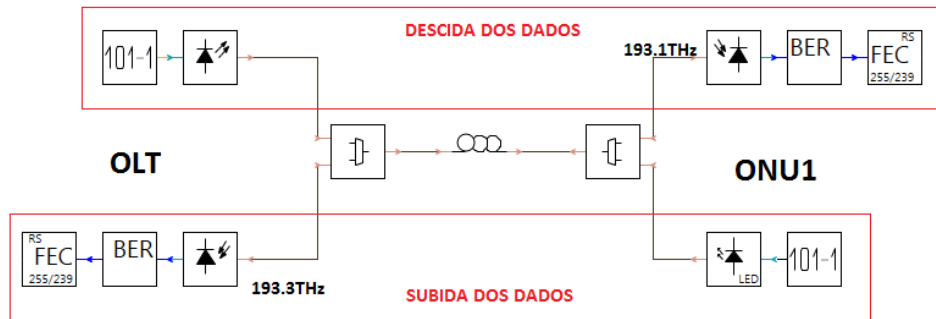 DESCIDA DOS DADOS
101-1
193.1THz
BER
RS
FEC
255/239
OLT
ONU1
RS
FEC
255/239
BER
193.3THz
LED
101-1
SUBIDA DOS DADOS